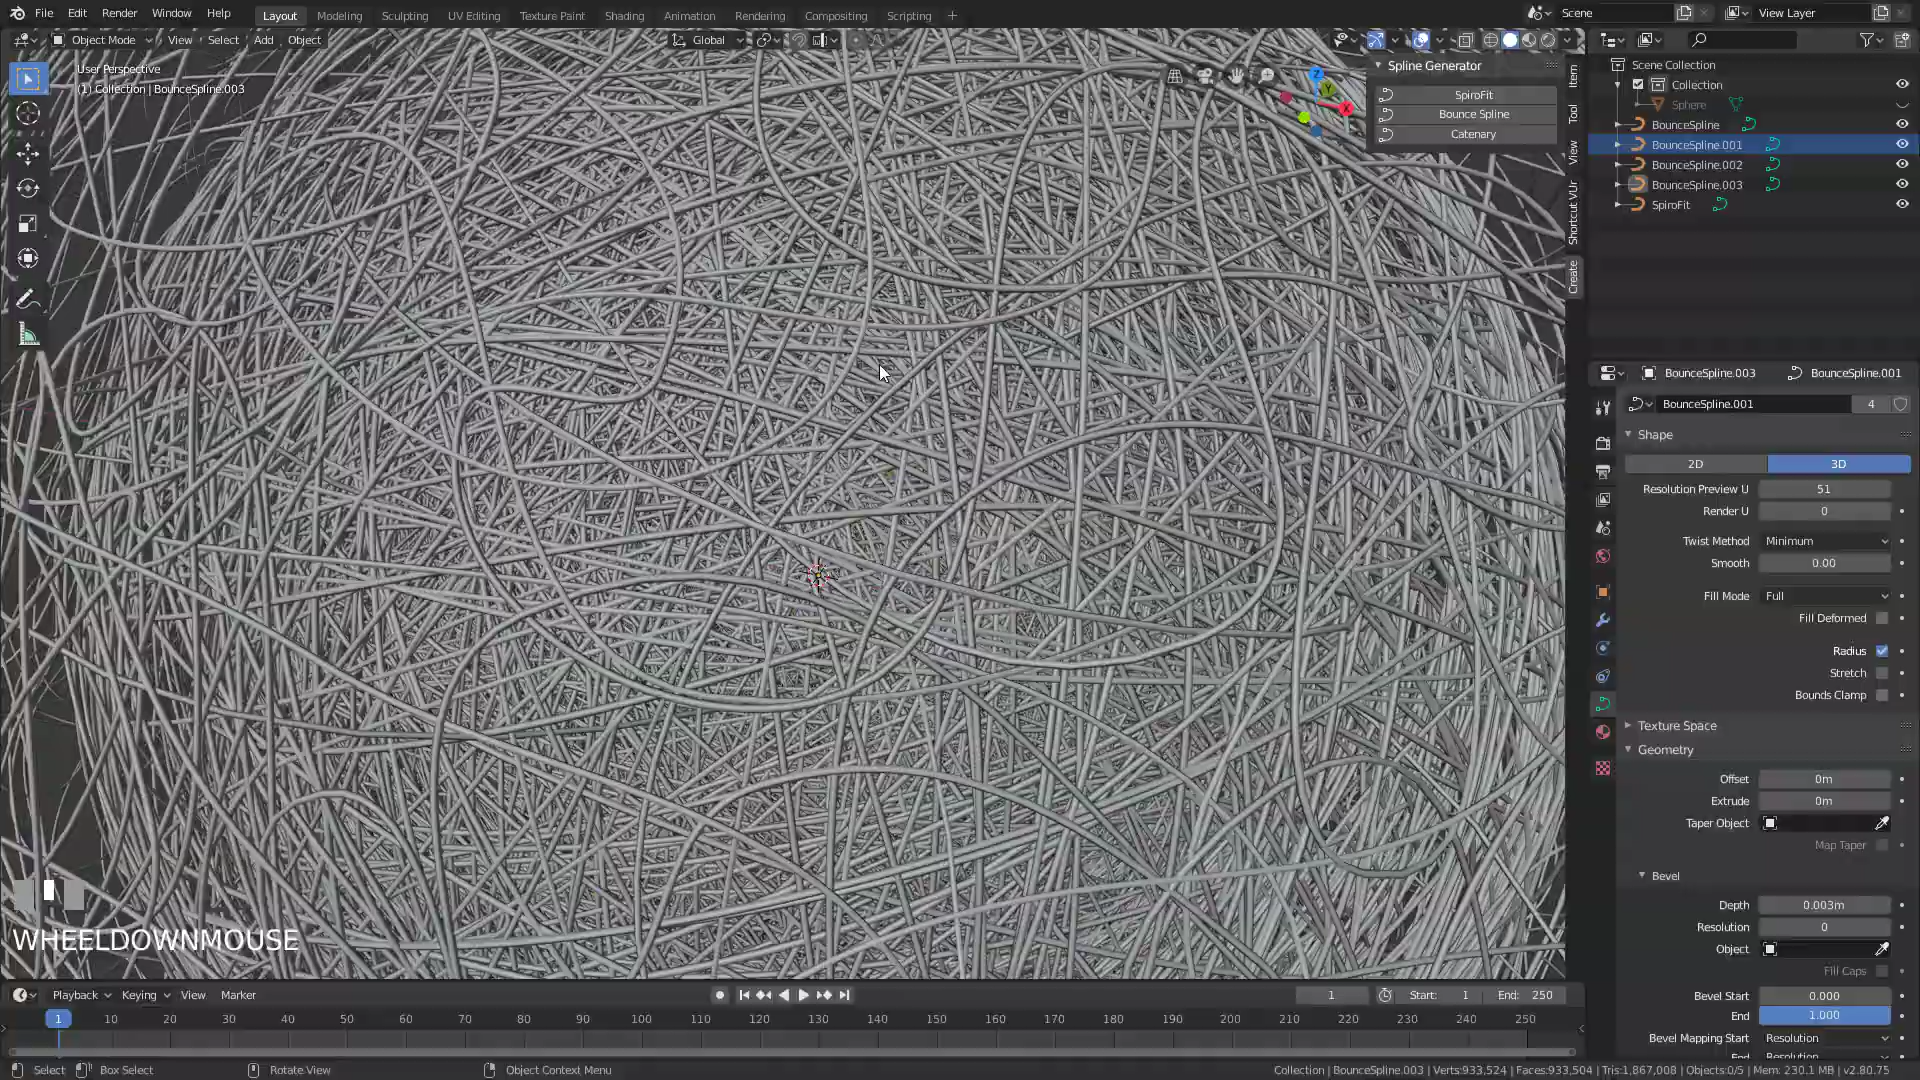 File Edit Render Window Help Layout Modeling Sculpting UV Editing Texture Paint Shading Animation Rendering Compositing Scripting Scene View Layer
Object Mode View Select Add Object Global
User Perspective
(1) Collection | BounceSpline.003
Spline Generator
SpiroFit
Bounce Spline
Catenary
Item
Tool
View
Shortcut VUr
Create
Z
Y
X
Scene Collection
Collection
Sphere
BounceSpline
BounceSpline.001
BounceSpline.002
BounceSpline.003
SpiroFit
BounceSpline.003 BounceSpline.001
BounceSpline.001 4
Shape
2D 3D
Resolution Preview U 51
Render U 0
Twist Method Minimum
Smooth 0.00
Fill Mode Full
Fill Deformed
Radius
Stretch
Bounds Clamp
Texture Space
Geometry
Offset 0m
Extrude 0m
Taper Object
Map Taper
Bevel
Depth 0.003m
Resolution 0
Object
Fill Caps
Bevel Start 0.000
End 1.000
Bevel Mapping Start Resolution
End Resolution
WHEELDOWNMOUSE
Playback Keying View Marker 1 Start: 1 End: 250
1 10 20 30 40 50 60 70 80 90 100 110 120 130 140 150 160 170 180 190 200 210 220 230 240 250
Select Box Select Rotate View Object Context Menu Collection | BounceSpline.003 | Verts:933,524 | Faces:933,504 | Tris:1,867,008 | Objects:0/5 | Mem: 230.1 MB | v2.80.75